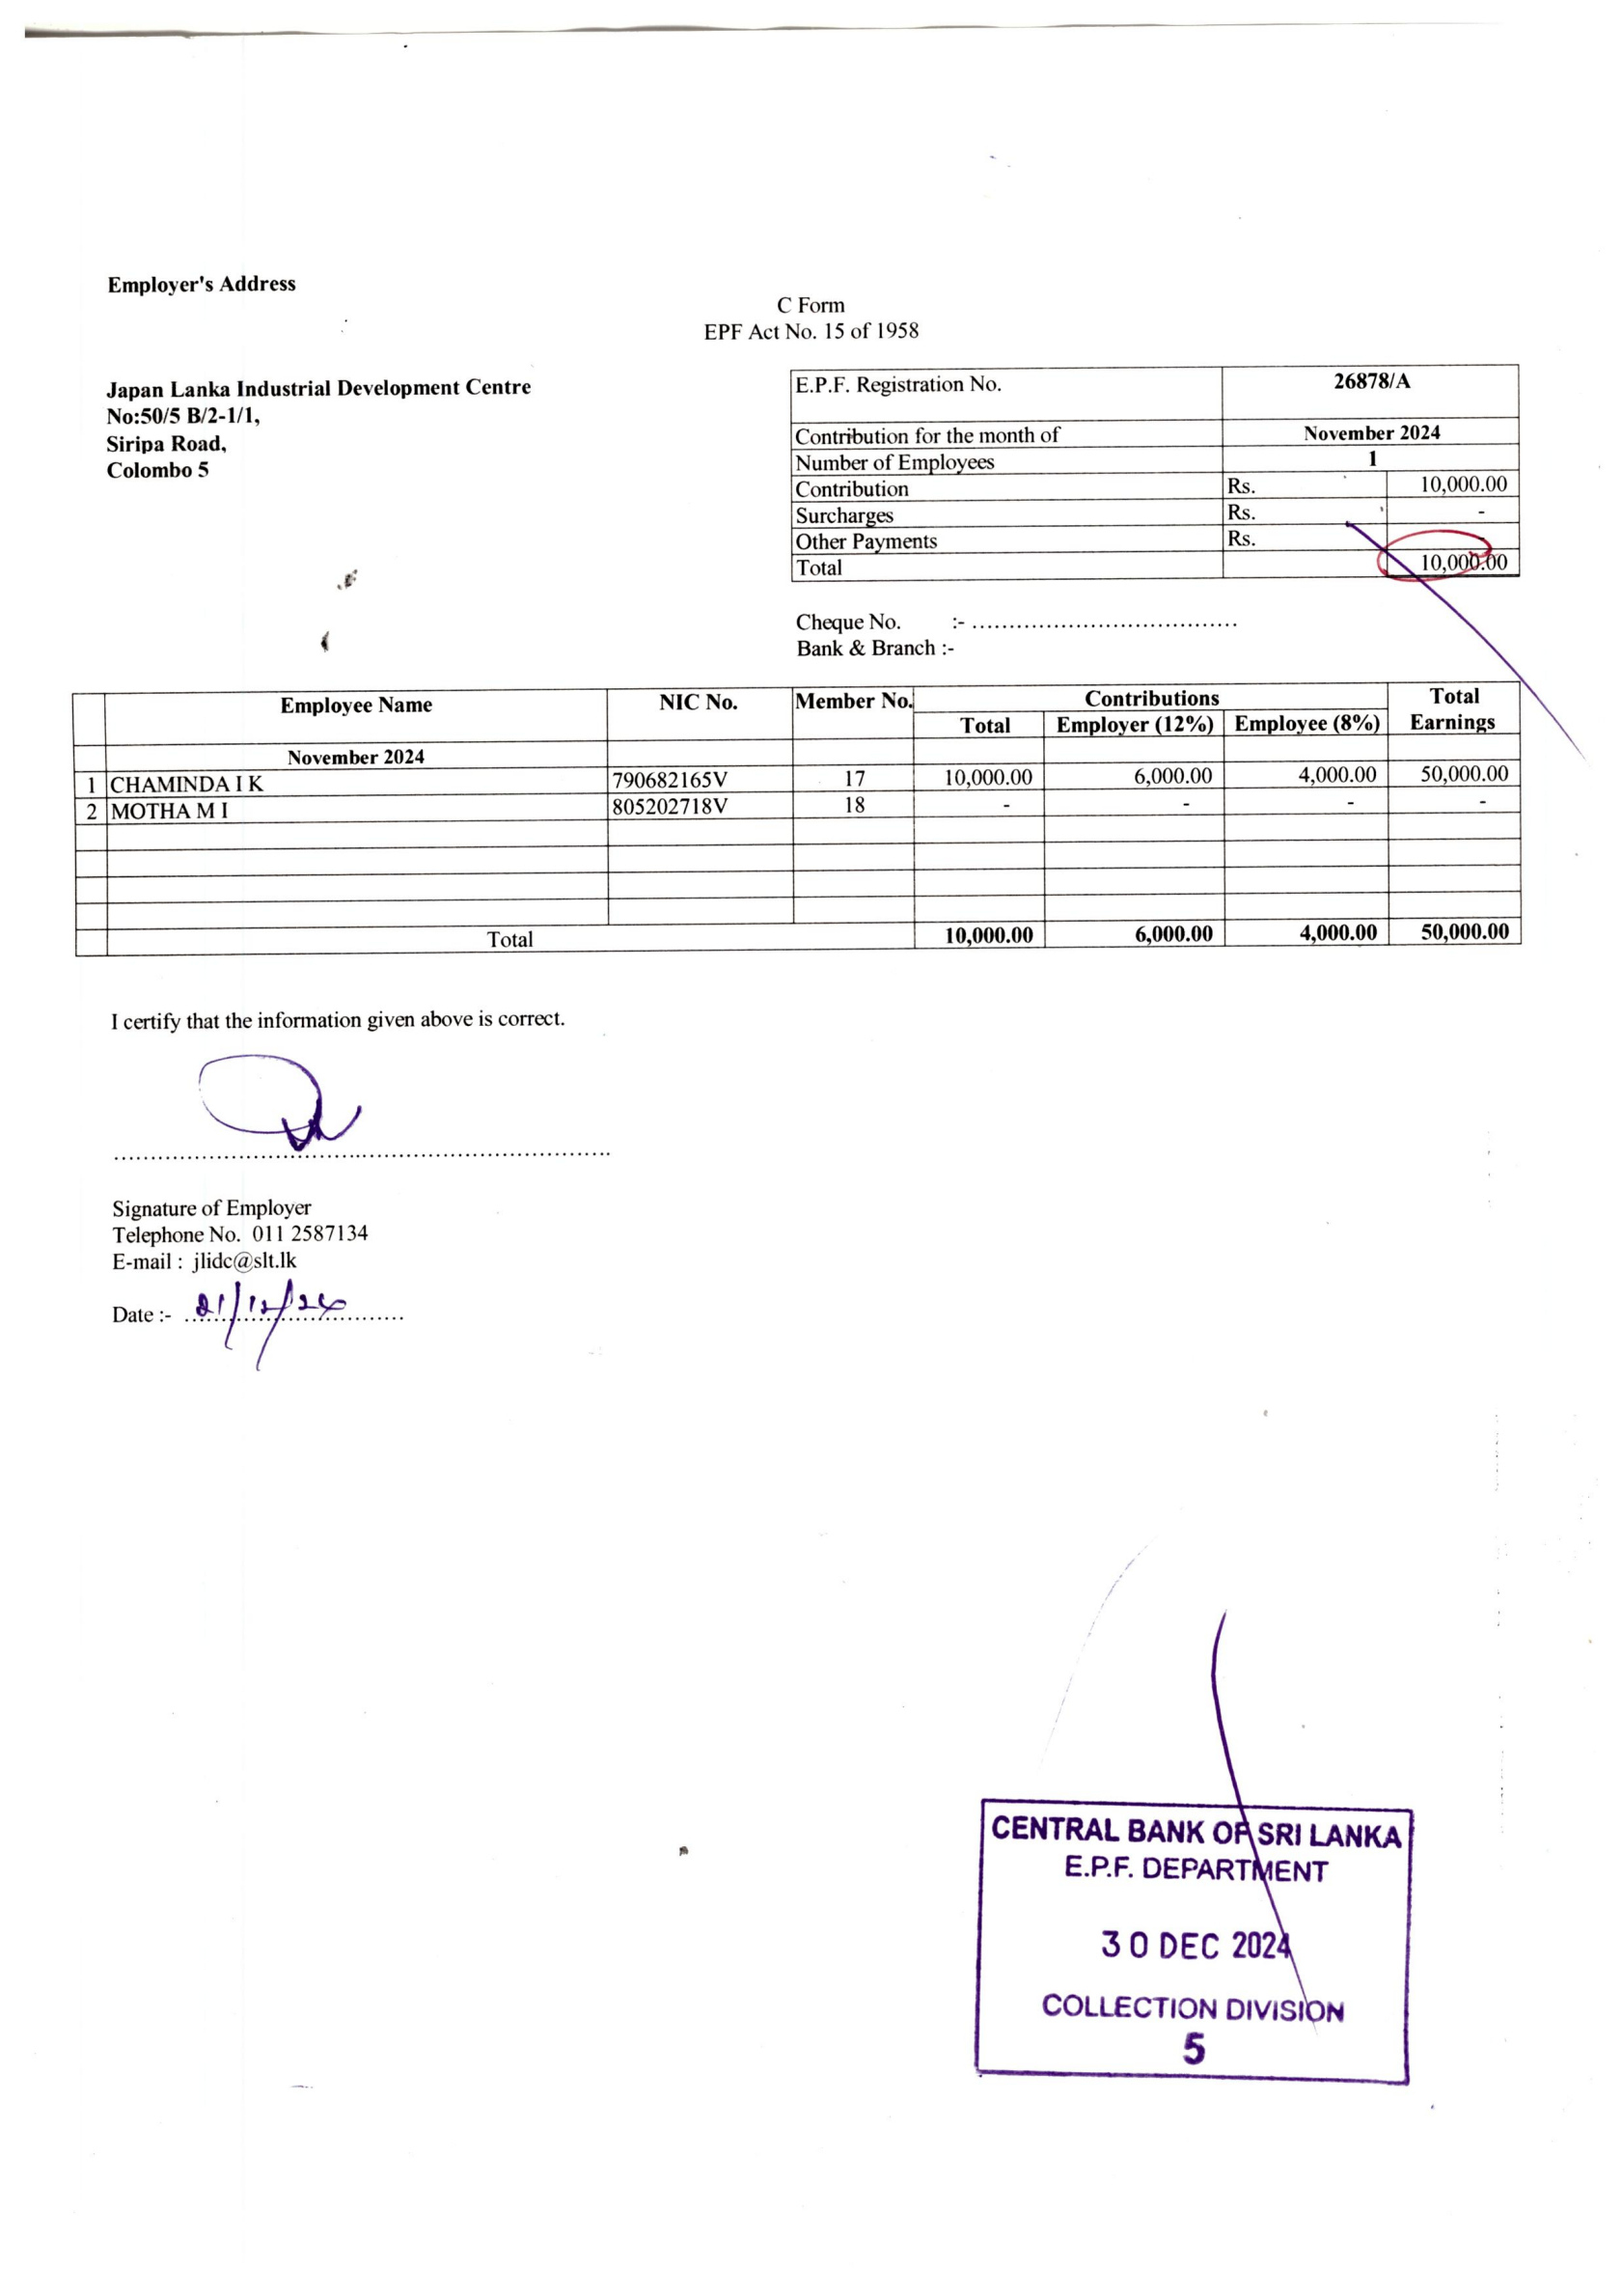 Employer's Address
C Form
EPF Act No. 15 of 1958
Japan Lanka Industrial Development Centre
No:50/5 B/2-1/1,
Siripa Road,
Colombo 5
E.P.F. Registration No. 26878/A
Contribution for the month of November 2024
Number of Employees 1
Contribution Rs. 10,000.00
Surcharges Rs. -
Other Payments Rs.
Total 10,000.00
Cheque No. :- ....................................
Bank & Branch :-
Employee Name NIC No. Member No. Contributions Total Earnings
Total Employer (12%) Employee (8%)
November 2024
1 CHAMINDA I K 790682165V 17 10,000.00 6,000.00 4,000.00 50,000.00
2 MOTHA M I 805202718V 18 - - - -
Total 10,000.00 6,000.00 4,000.00 50,000.00
I certify that the information given above is correct.
....................................................................
Signature of Employer
Telephone No. 011 2587134
E-mail : jlidc@slt.lk
Date :- 21/12/24
CENTRAL BANK OF SRI LANKA
E.P.F. DEPARTMENT
30 DEC 2024
COLLECTION DIVISION
5